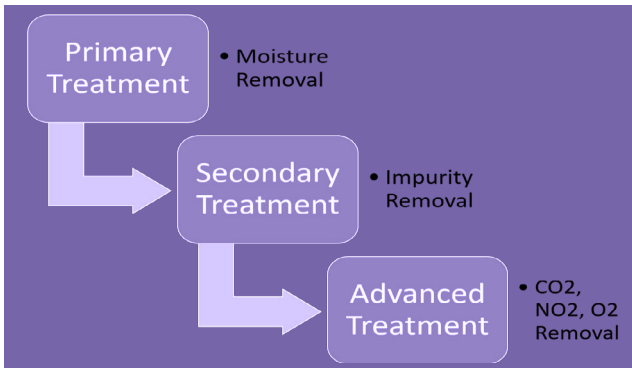 Primary
Treatment
• Moisture
Removal
Secondary
Treatment
• Impurity
Removal
Advanced
Treatment
• CO2,
NO2, O2
Removal